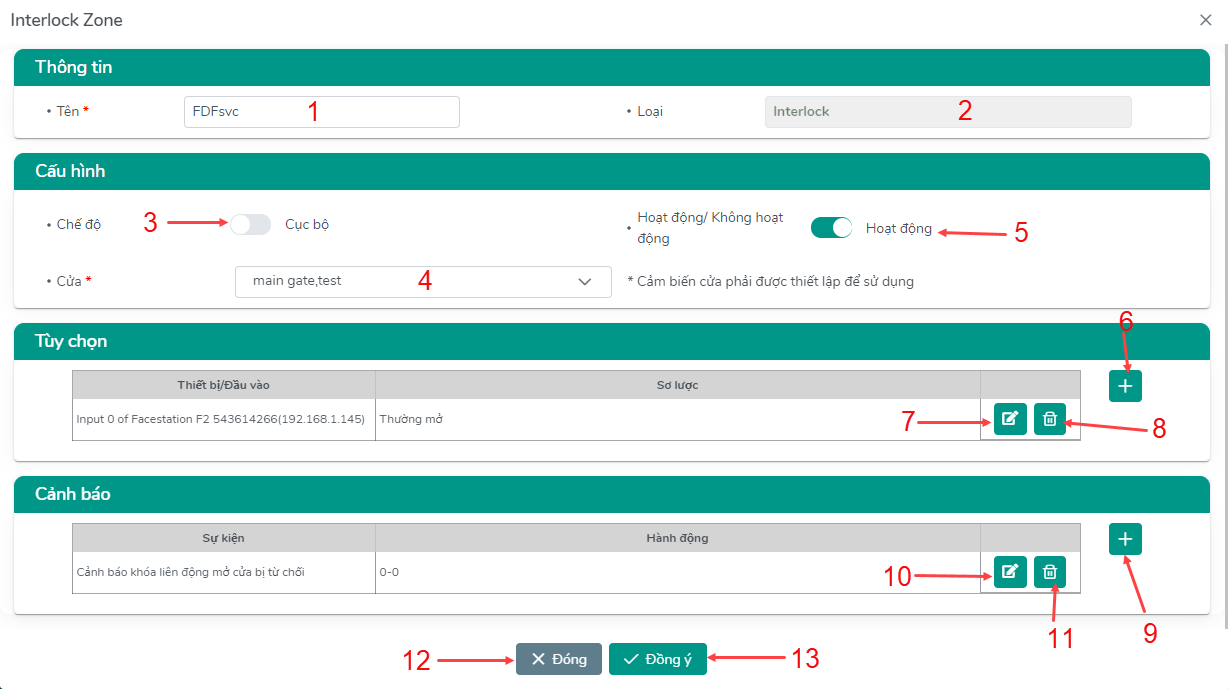 Interlock Zone
Thông tin
• Tên * FDFsvc 1 • Loại Interlock 2
Cấu hình
• Chế độ 3 Cục bộ • Hoạt động/ Không hoạt động Hoạt động 5
• Cửa * main gate,test 4 * Cảm biến cửa phải được thiết lập để sử dụng
Tùy chọn 6
Thiết bị/Đầu vào Sơ lược
Input 0 of Facestation F2 543614266(192.168.1.145) Thường mở 7 8
Cảnh báo
Sự kiện Hành động
Cảnh báo khóa liên động mở cửa bị từ chối 0-0 10
11 9
12 Đóng Đồng ý 13